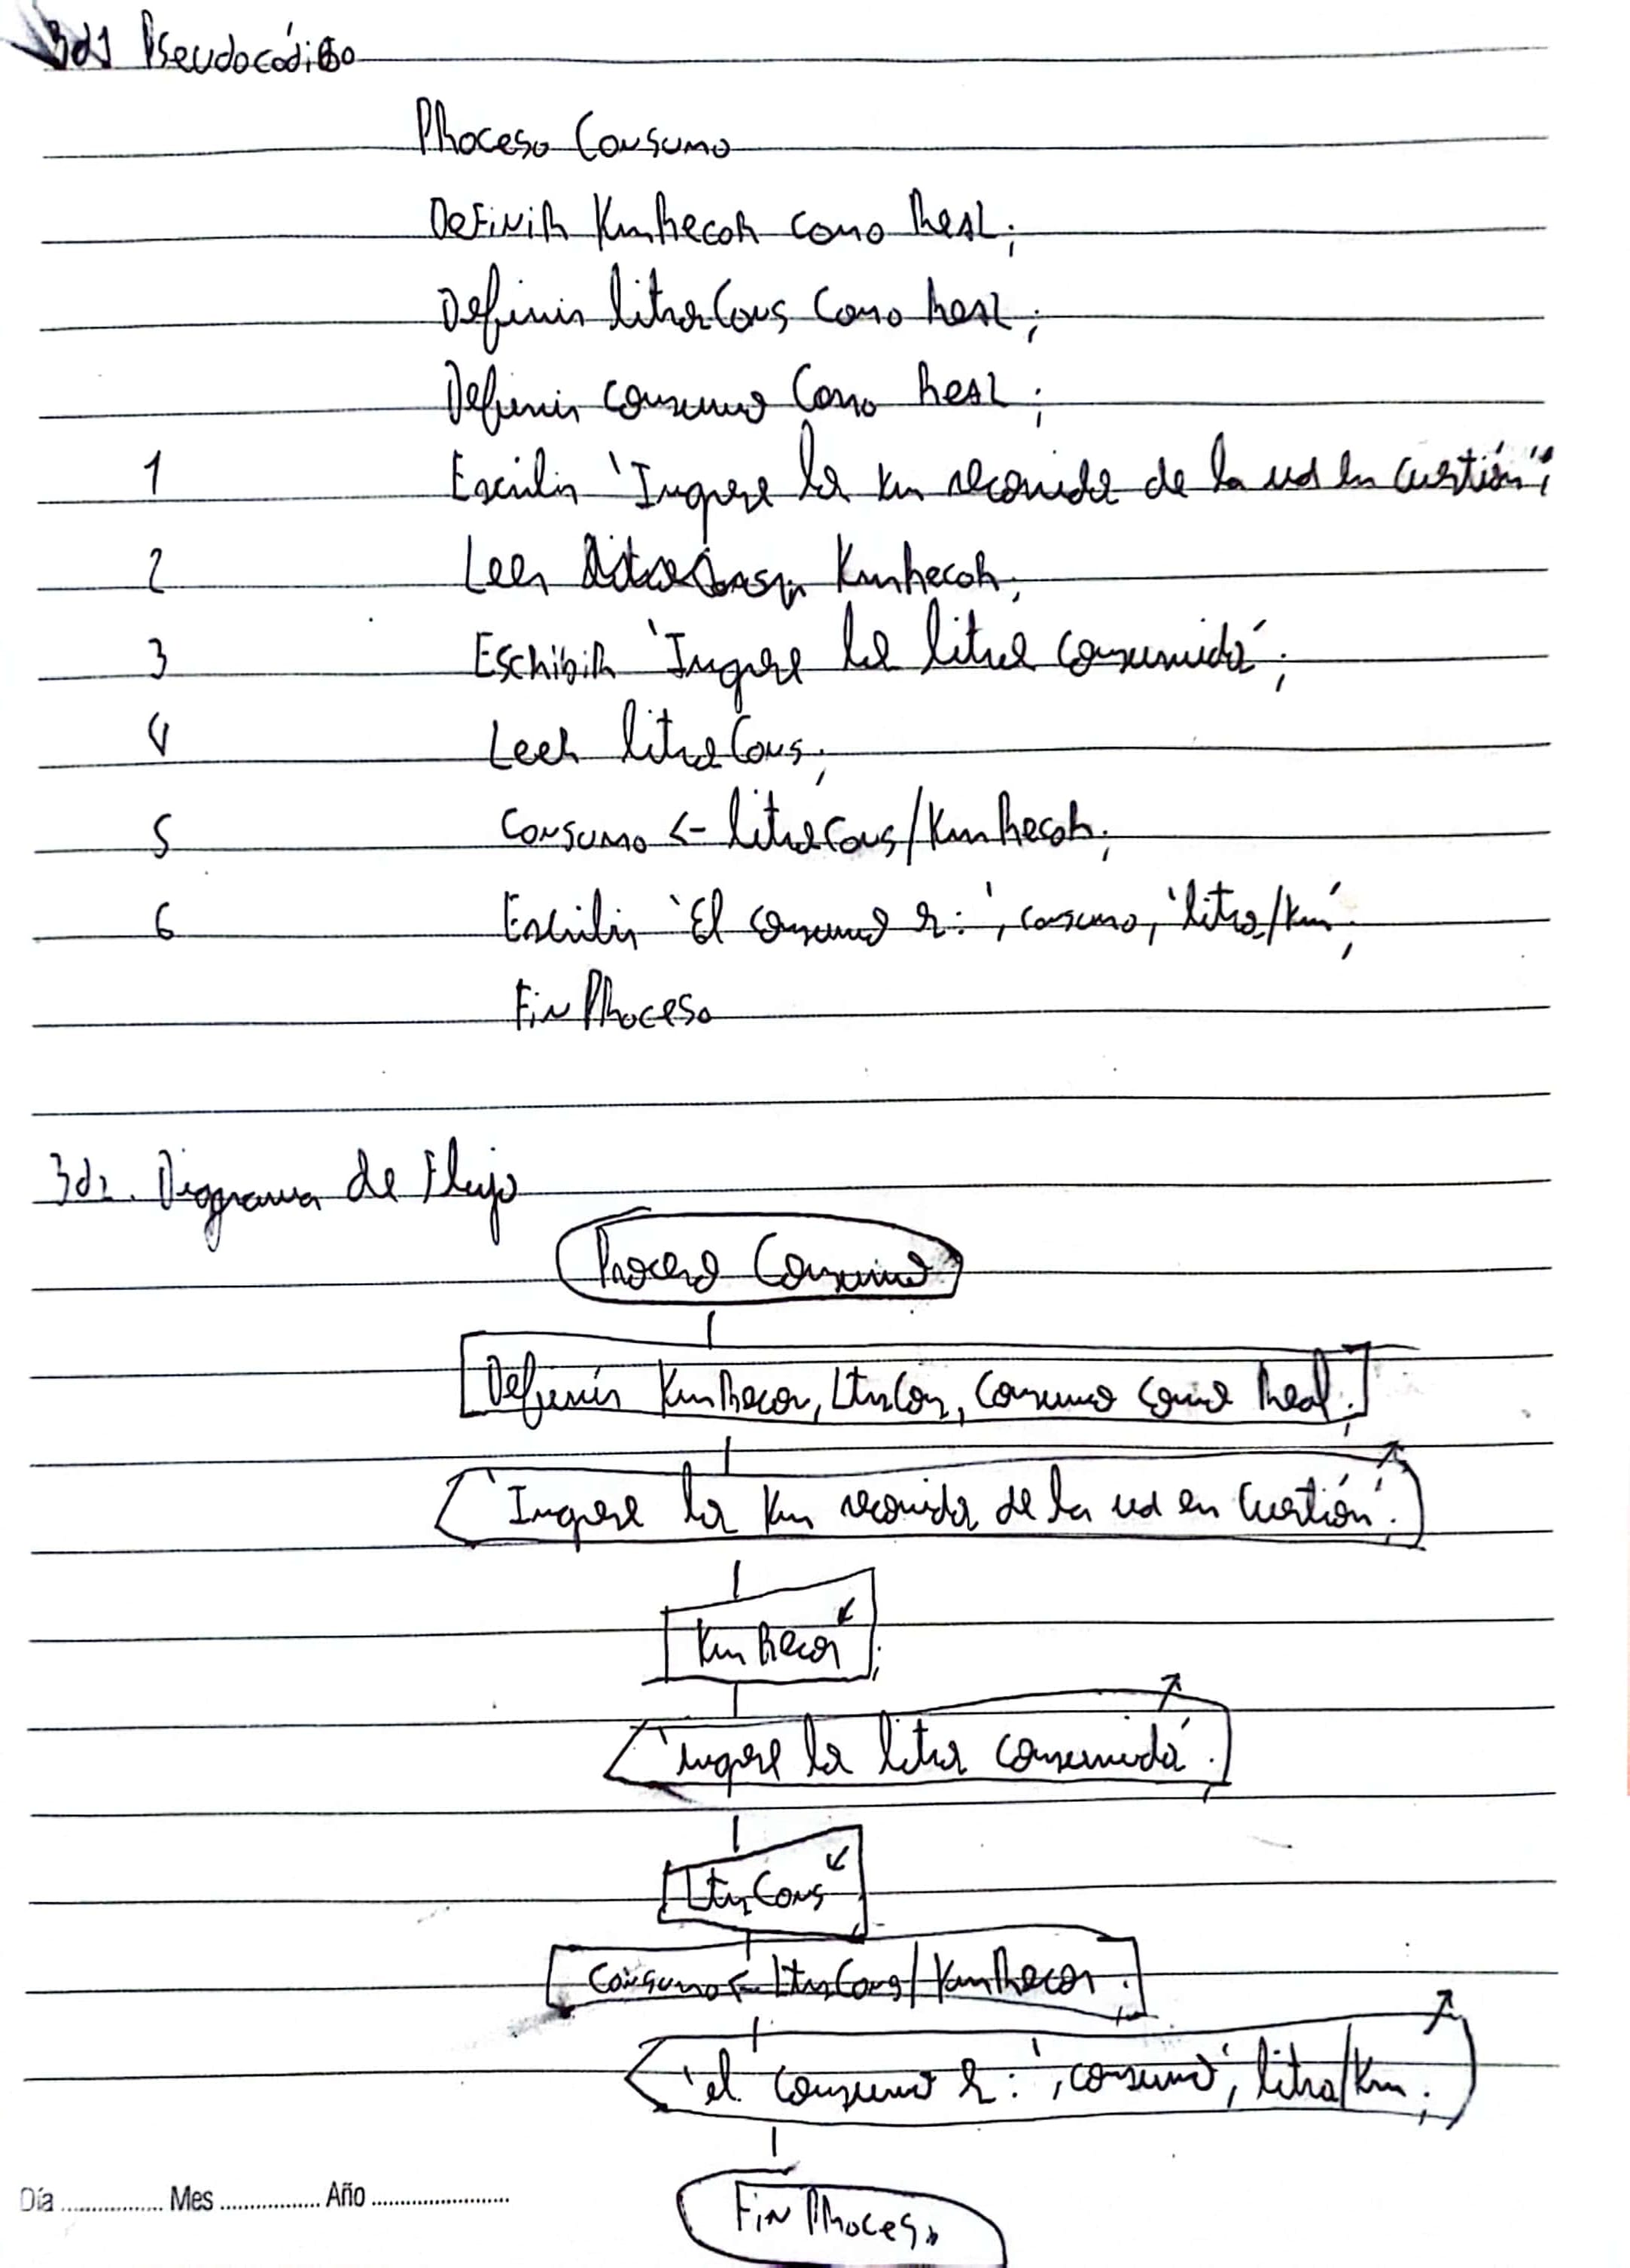 3d1 Pseudocódigo
Proceso Consumo
Definir KmRecor como Real;
Definir litrosCons como Real;
Definir consumo Como Real;
1 Escribir 'Ingrese los km recorridos de la ud en cuestión';
2 Leer KmRecor;
3 Escribir 'Ingrese los litros consumidos';
4 Leer litrosCons;
5 Consumo <- litrosCons/KmRecor;
6 Escribir 'El consumo es:', consumo, 'litros/km';
Fin Proceso
3d2. Diagrama de Flujo
Proceso Consumo
Definir KmRecor, LtrsCons, Consumo como Real;
'Ingrese los Km recorridos de la ud en cuestión';
KmRecor;
'ingrese los litros consumidos';
LtrsCons
Consumo <- LtrsCons/KmRecor;
'el consumo es:', consumo', litros/Km;
Fin Proceso
Día Mes Año